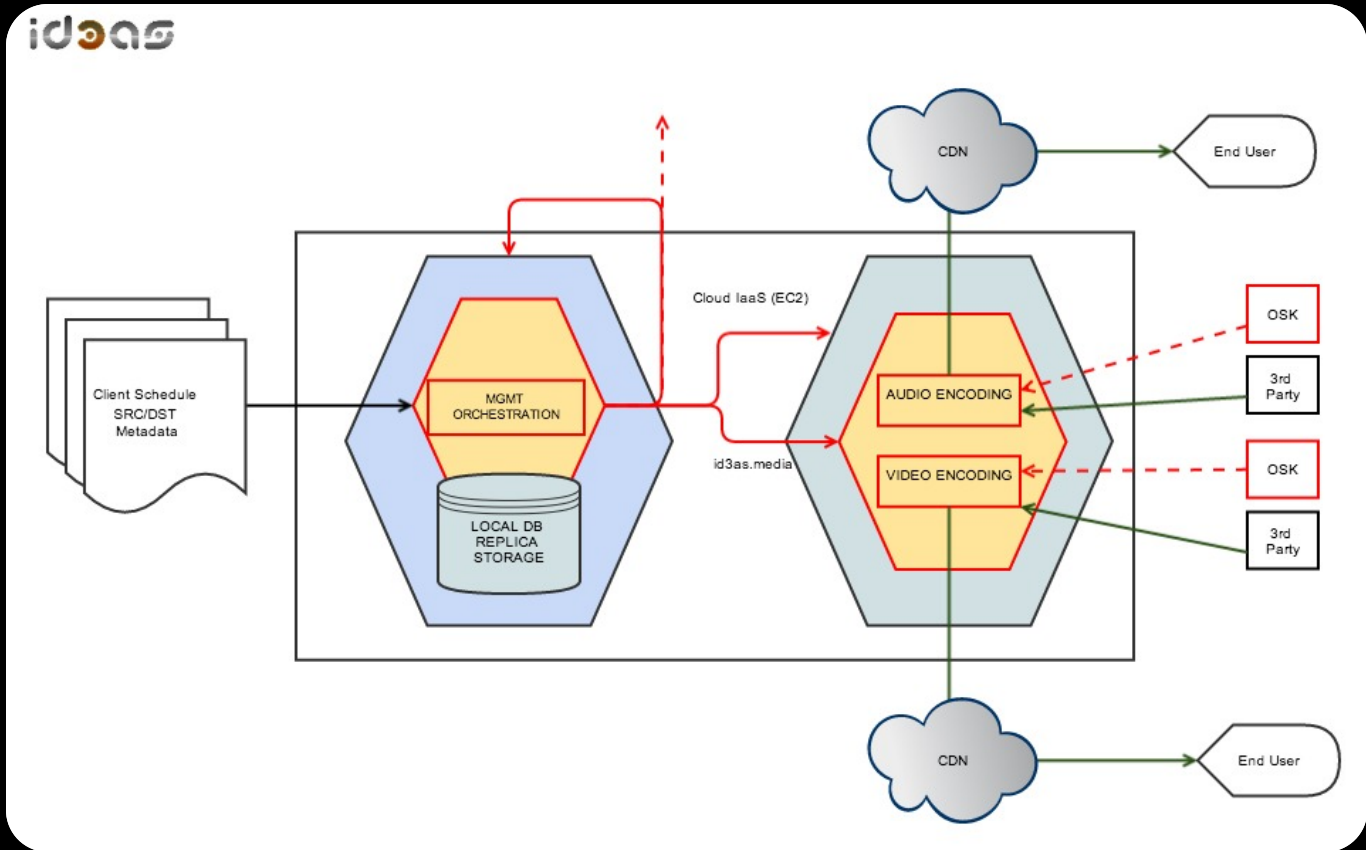 id3as
CDN
End User
Cloud IaaS (EC2)
OSK
3rd
Party
Client Schedule
SRC/DST
Metadata
MGMT
ORCHESTRATION
AUDIO ENCODING
id3as.media
VIDEO ENCODING
OSK
3rd
Party
LOCAL DB
REPLICA
STORAGE
CDN
End User